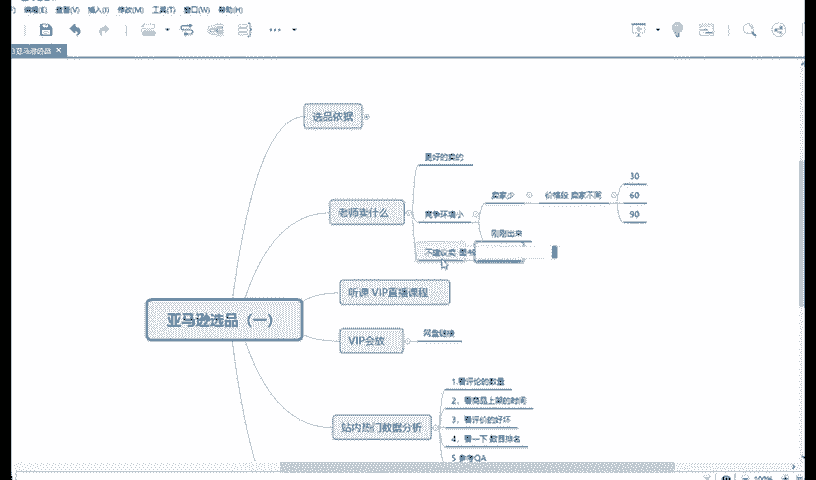 编辑(E) 查看(V) 插入(I) 修改(M) 工具(T) 窗口(W) 帮助(H)
亚马逊选品
选品依据
更好的卖的
30
卖家少
价格段 卖家不同
60
老师卖什么
竞争环境小
90
刚刚出来
不建议卖
听课 VIP直播课程
亚马逊选品（一）
VIP会放
网盘链接
1.看评论的数量
2、看商品上架的时间
3、看评价的好坏
站内热门数据分析
4、看一下 数目排名
5 参考QA
100%